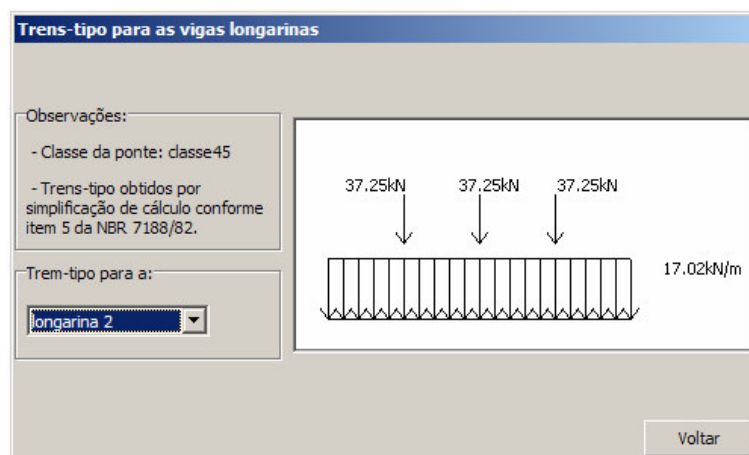 Trens-tipo para as vigas longarinas
Observações:
- Classe da ponte: classe45
- Trens-tipo obtidos por
simplificação de cálculo conforme
item 5 da NBR 7188/82.
Trem-tipo para a:
longarina 2
37.25kN 37.25kN 37.25kN
17.02kN/m
Voltar